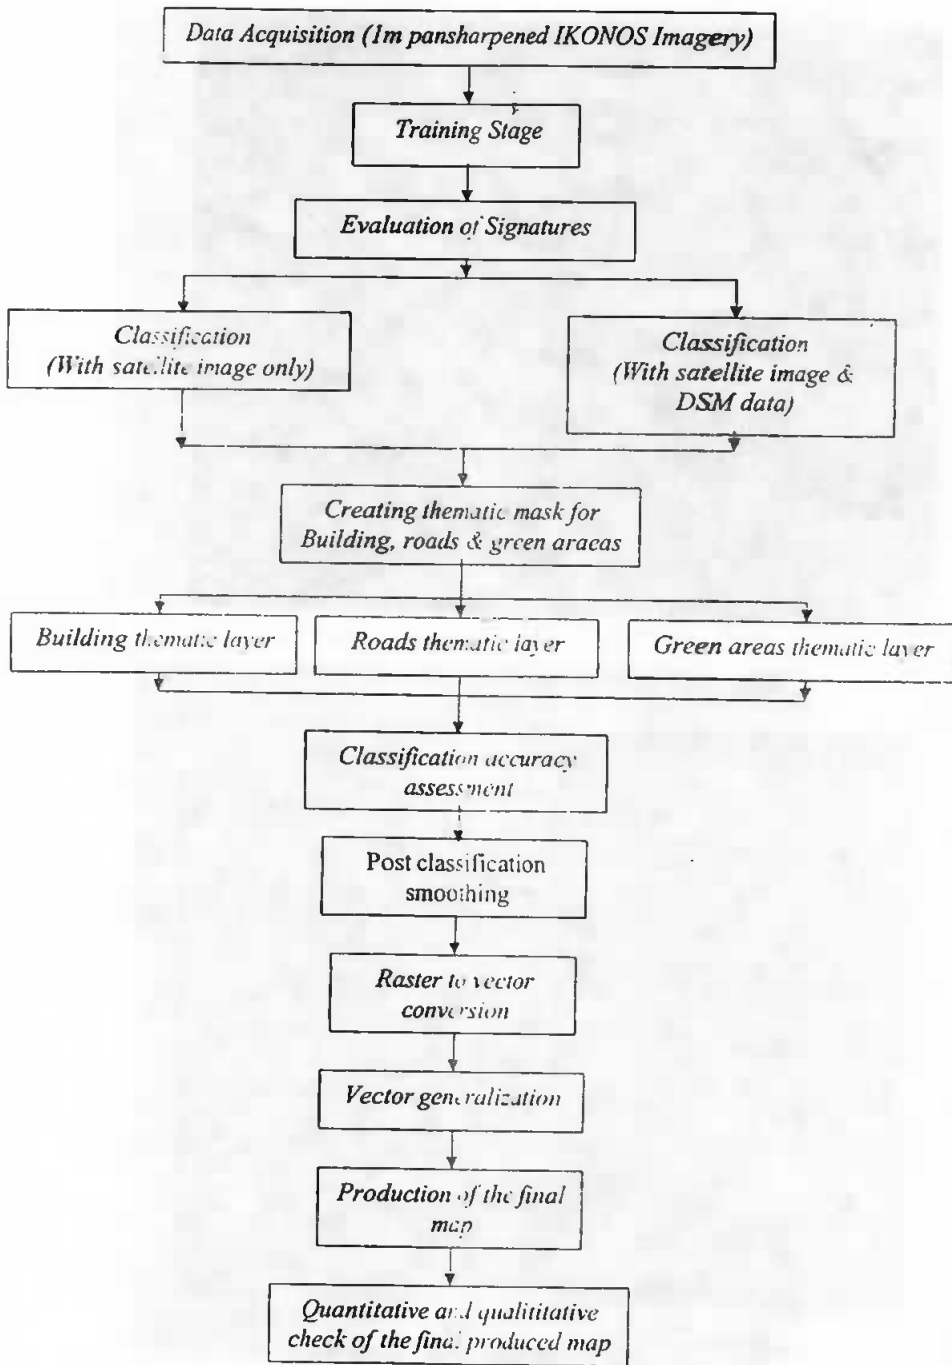 Data Acquisition (1m pansharpened IKONOS Imagery)
Training Stage
Evaluation of Signatures
Classification
(With satellite image only)
Classification
(With satellite image &
DSM data)
Creating thematic mask for
Building, roads & green araeas
Building thematic layer
Roads thematic layer
Green areas thematic layer
Classification accuracy
assessment
Post classification
smoothing
Raster to vector
conversion
Vector generalization
Production of the final
map
Quantitative and qualititative
check of the final produced map